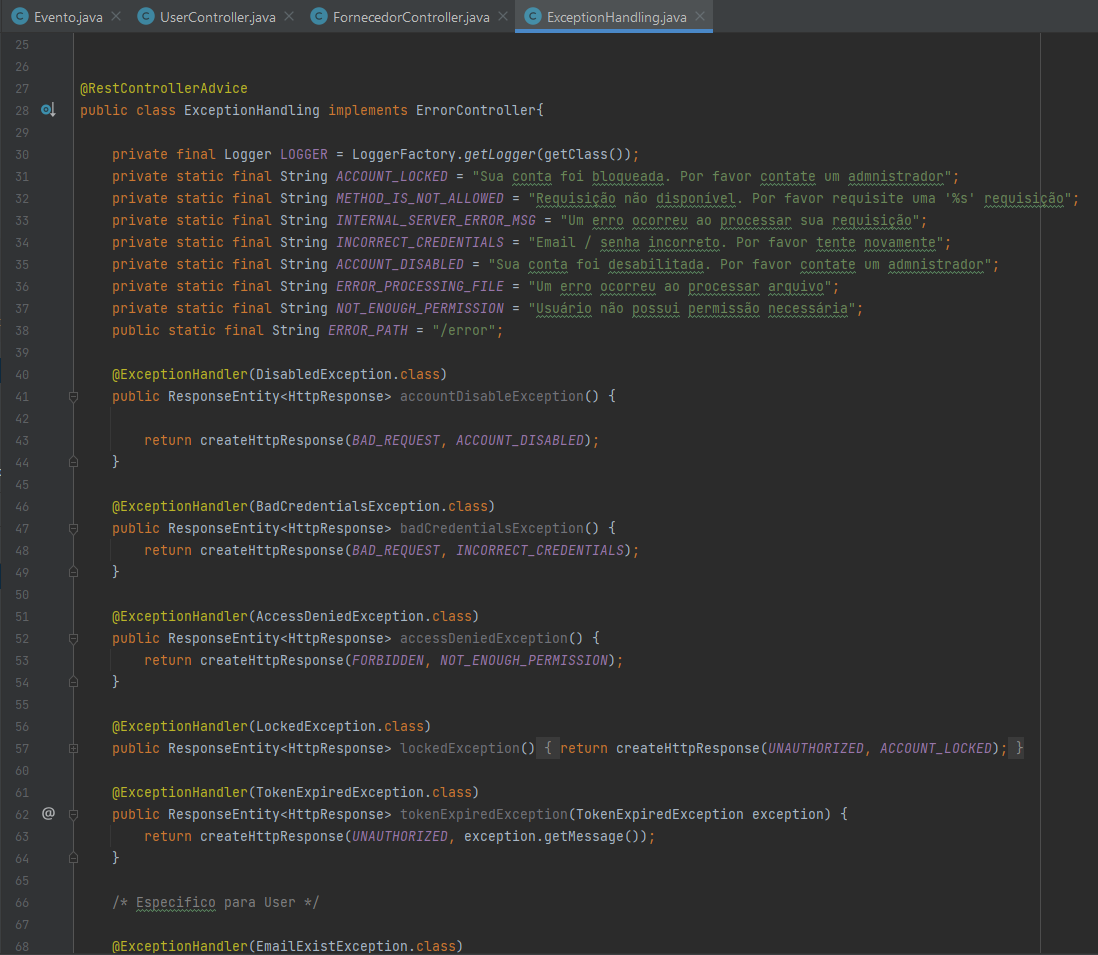 Evento.java UserController.java FornecedorController.java ExceptionHandling.java
25
26
27 @RestControllerAdvice
28 public class ExceptionHandling implements ErrorController{
29
30 private final Logger LOGGER = LoggerFactory.getLogger(getClass());
31 private static final String ACCOUNT_LOCKED = "Sua conta foi bloqueada. Por favor contate um admnistrador";
32 private static final String METHOD_IS_NOT_ALLOWED = "Requisição não disponível. Por favor requisite uma '%s' requisição";
33 private static final String INTERNAL_SERVER_ERROR_MSG = "Um erro ocorreu ao processar sua requisição";
34 private static final String INCORRECT_CREDENTIALS = "Email / senha incorreto. Por favor tente novamente";
35 private static final String ACCOUNT_DISABLED = "Sua conta foi desabilitada. Por favor contate um admnistrador";
36 private static final String ERROR_PROCESSING_FILE = "Um erro ocorreu ao processar arquivo";
37 private static final String NOT_ENOUGH_PERMISSION = "Usuário não possui permissão necessária";
38 public static final String ERROR_PATH = "/error";
39
40 @ExceptionHandler(DisabledException.class)
41 public ResponseEntity<HttpResponse> accountDisableException() {
42
43 return createHttpResponse(BAD_REQUEST, ACCOUNT_DISABLED);
44 }
45
46 @ExceptionHandler(BadCredentialsException.class)
47 public ResponseEntity<HttpResponse> badCredentialsException() {
48 return createHttpResponse(BAD_REQUEST, INCORRECT_CREDENTIALS);
49 }
50
51 @ExceptionHandler(AccessDeniedException.class)
52 public ResponseEntity<HttpResponse> accessDeniedException() {
53 return createHttpResponse(FORBIDDEN, NOT_ENOUGH_PERMISSION);
54 }
55
56 @ExceptionHandler(LockedException.class)
57 public ResponseEntity<HttpResponse> lockedException() { return createHttpResponse(UNAUTHORIZED, ACCOUNT_LOCKED); }
60
61 @ExceptionHandler(TokenExpiredException.class)
62 @ public ResponseEntity<HttpResponse> tokenExpiredException(TokenExpiredException exception) {
63 return createHttpResponse(UNAUTHORIZED, exception.getMessage());
64 }
65
66 /* Especifico para User */
67
68 @ExceptionHandler(EmailExistException.class)